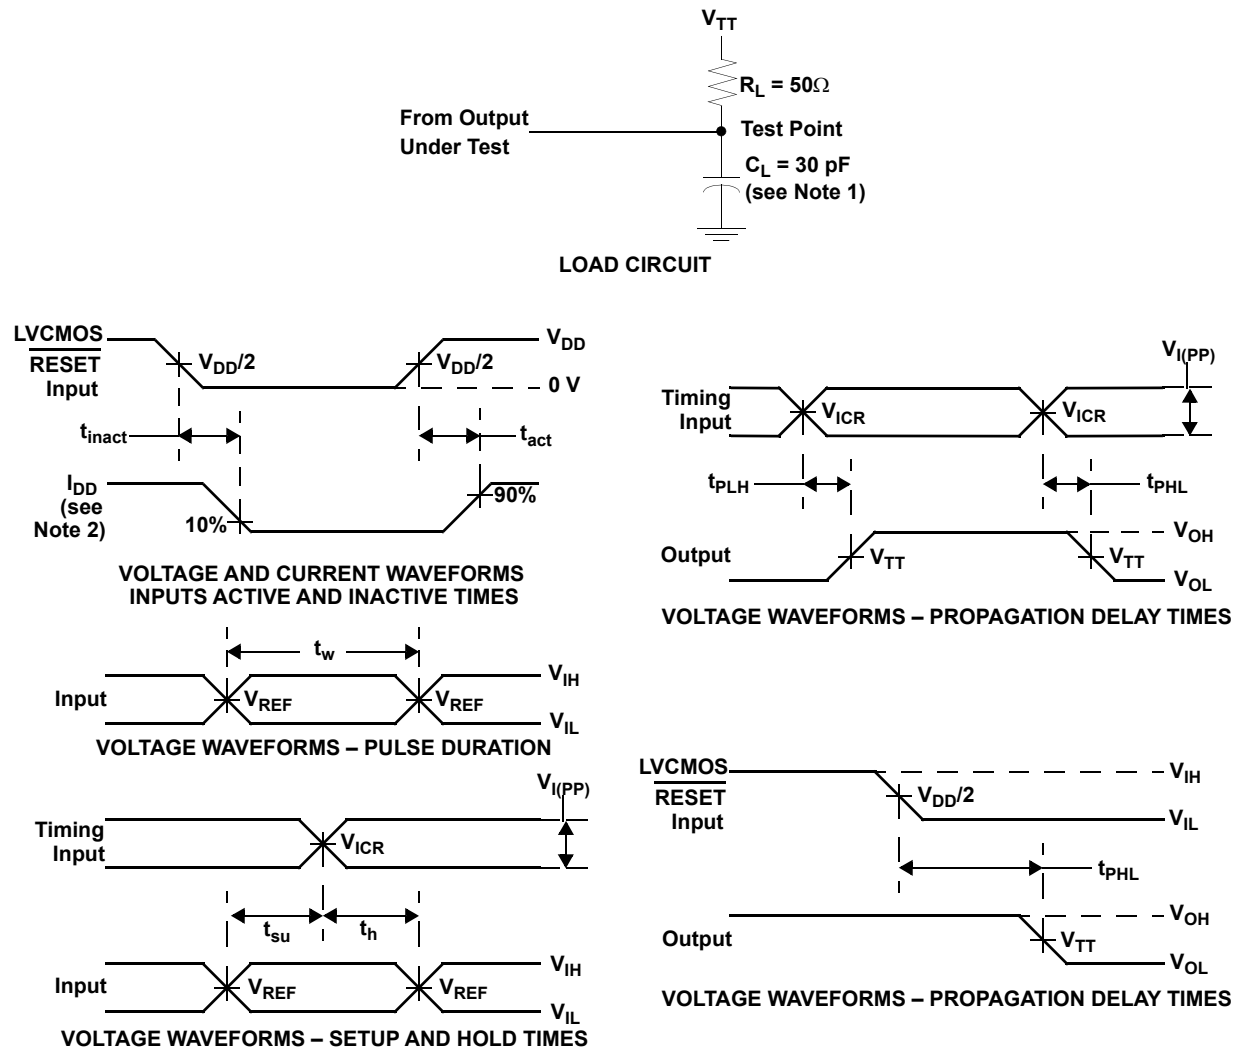 VTT
RL = 50Ω
From Output
Under Test
Test Point
CL = 30 pF
(see Note 1)
LOAD CIRCUIT
LVCMOS
RESET
Input
VDD/2
VDD/2
VDD
0 V
tinact
tact
IDD
(see
Note 2)
10%
90%
VOLTAGE AND CURRENT WAVEFORMS
INPUTS ACTIVE AND INACTIVE TIMES
tw
Input
VREF
VREF
VIH
VIL
VOLTAGE WAVEFORMS – PULSE DURATION
VI(PP)
Timing
Input
VICR
tsu
th
Input
VREF
VREF
VIH
VIL
VOLTAGE WAVEFORMS – SETUP AND HOLD TIMES
VI(PP)
Timing
Input
VICR
VICR
tPLH
tPHL
Output
VTT
VTT
VOH
VOL
VOLTAGE WAVEFORMS – PROPAGATION DELAY TIMES
LVCMOS
RESET
Input
VDD/2
VIH
VIL
tPHL
Output
VTT
VOH
VOL
VOLTAGE WAVEFORMS – PROPAGATION DELAY TIMES